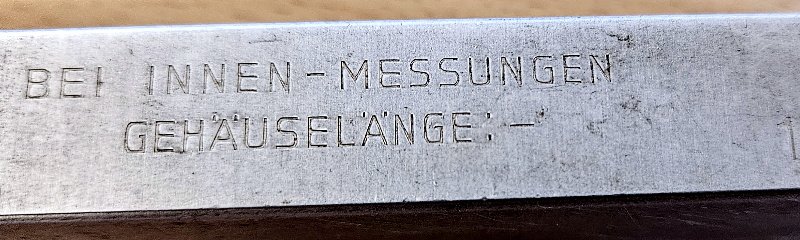 BEI INNEN - MESSUNGEN
GEHÄUSELÄNGE: -